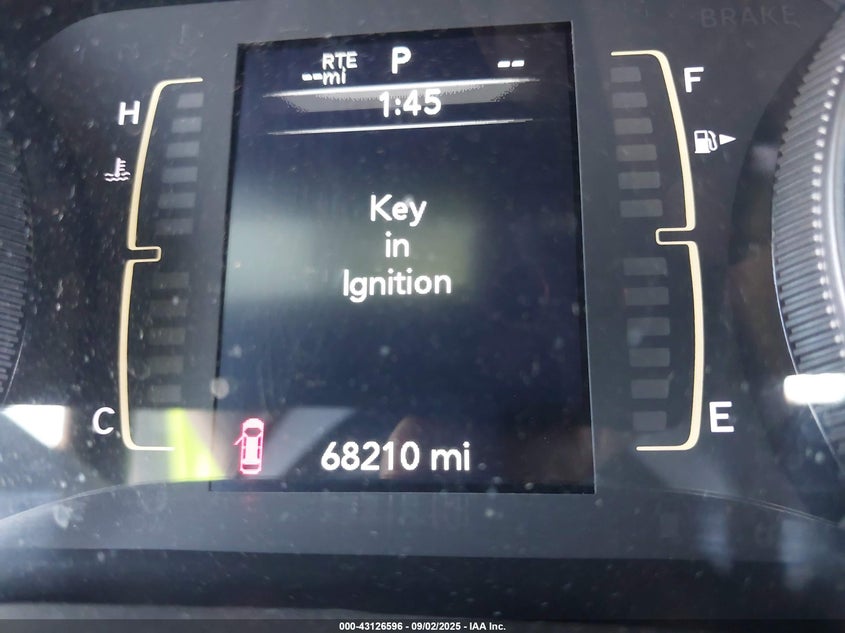 BRAKE
RTE P --
--mi
1:45
H
F
Key
in
Ignition
C
E
68210 mi
000-43126596 - 09/02/2025 - IAA Inc.